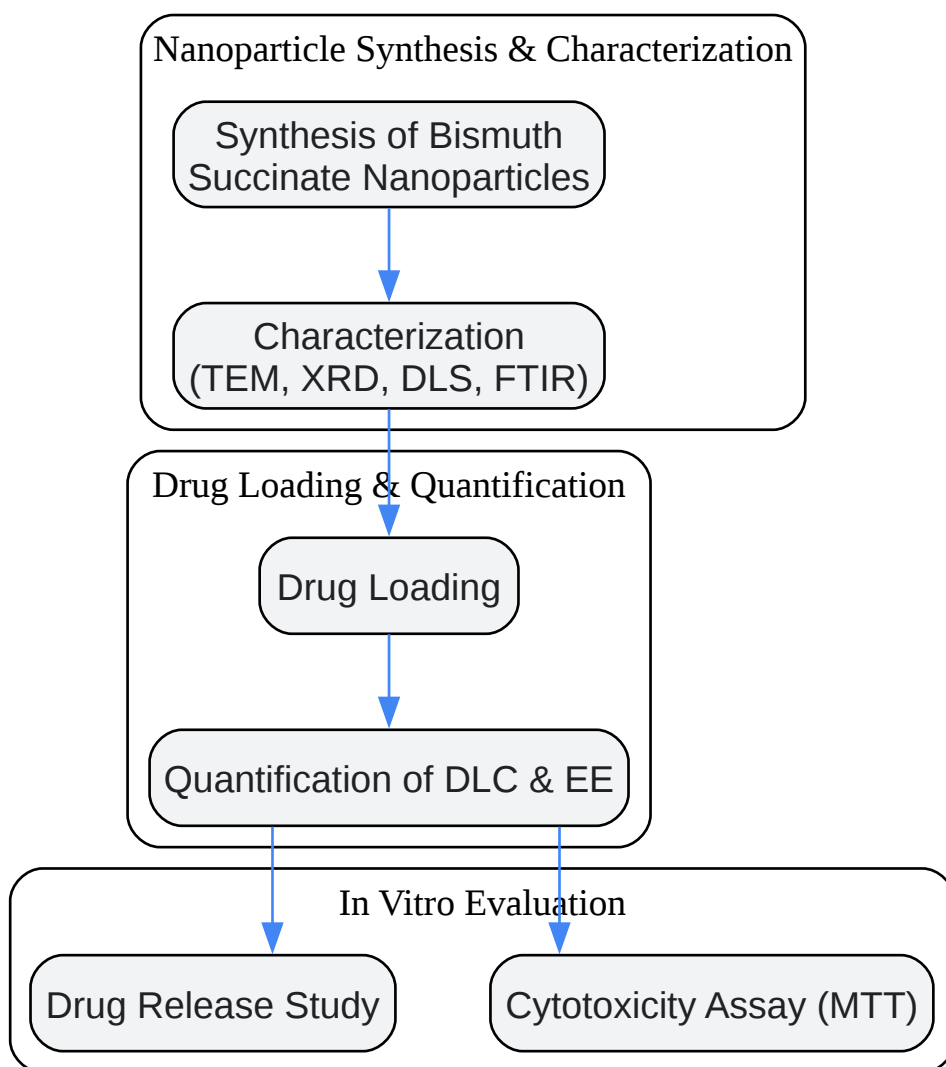 Nanoparticle Synthesis & Characterization
Synthesis of Bismuth
Succinate Nanoparticles
Characterization
(TEM, XRD, DLS, FTIR)
Drug Loading & Quantification
Drug Loading
Quantification of DLC & EE
In Vitro Evaluation
Drug Release Study
Cytotoxicity Assay (MTT)